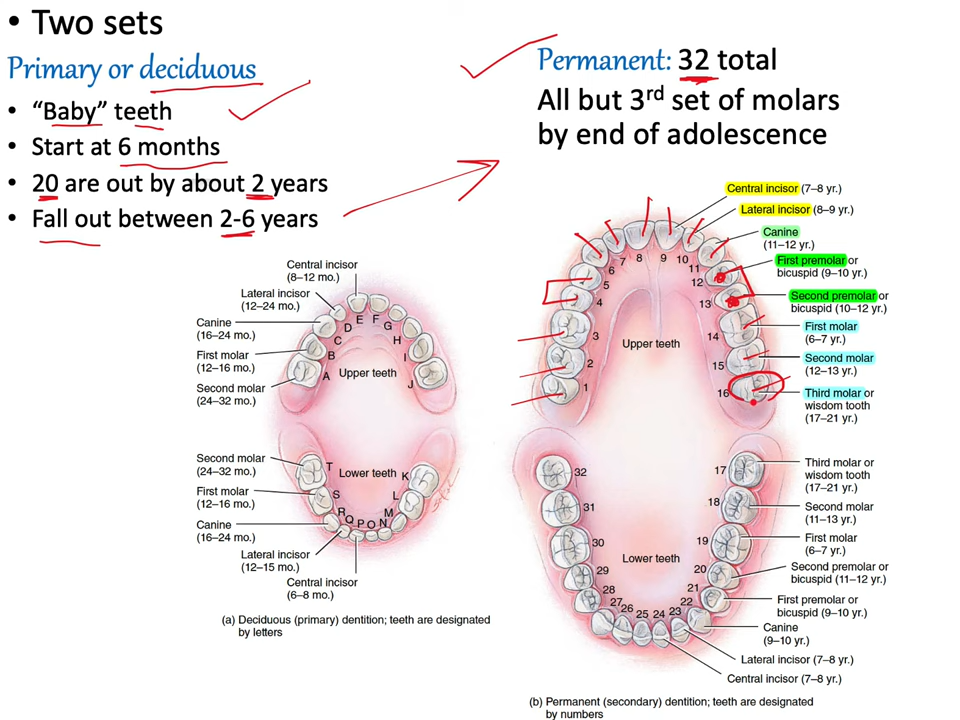 • Two sets
Primary or deciduous
• “Baby” teeth
• Start at 6 months
• 20 are out by about 2 years
• Fall out between 2-6 years
Permanent: 32 total
All but 3rd set of molars
by end of adolescence
Central incisor
(8–12 mo.)
Lateral incisor
(12–24 mo.)
Canine
(16–24 mo.)
First molar
(12–16 mo.)
Second molar
(24–32 mo.)
A
B
C
D
E
F
G
H
I
J
Upper teeth
Second molar
(24–32 mo.)
First molar
(12–16 mo.)
Canine
(16–24 mo.)
Lateral incisor
(12–15 mo.)
Central incisor
(6–8 mo.)
Lower teeth
T
S
R
Q
P
O
N
M
L
K
(a) Deciduous (primary) dentition; teeth are designated
by letters
Central incisor (7–8 yr.)
Lateral incisor (8–9 yr.)
Canine
(11–12 yr.)
First premolar or
bicuspid (9–10 yr.)
Second premolar or
bicuspid (10–12 yr.)
First molar
(6–7 yr.)
Second molar
(12–13 yr.)
Third molar or
wisdom tooth
(17–21 yr.)
1
2
3
4
5
6
7
8
9
10
11
12
13
14
15
16
Upper teeth
Third molar or
wisdom tooth
(17–21 yr.)
Second molar
(11–13 yr.)
First molar
(6–7 yr.)
Second premolar or
bicuspid (11–12 yr.)
First premolar or
bicuspid (9–10 yr.)
Canine
(9–10 yr.)
Lateral incisor (7–8 yr.)
Central incisor (7–8 yr.)
17
18
19
20
21
22
23
24
25
26
27
28
29
30
31
32
Lower teeth
(b) Permanent (secondary) dentition; teeth are designated
by numbers